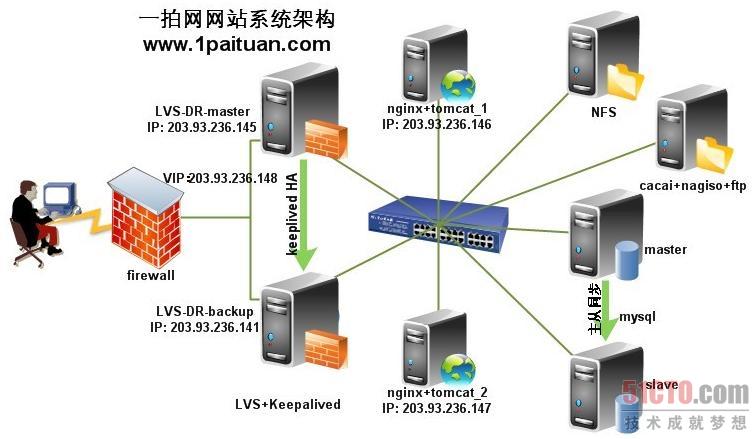 一拍网网站系统架构
www.1paituan.com
LVS-DR-master
IP: 203.93.236.145
nginx+tomcat_1
IP: 203.93.236.146
NFS
cacai+nagiso+ftp
VIP:203.93.236.148
keeplived HA
firewall
master
主从同步
mysql
LVS-DR-backup
IP: 203.93.236.141
LVS+Keepalived
nginx+tomcat_2
IP: 203.93.236.147
slave
51CTO.com
技术成就梦想